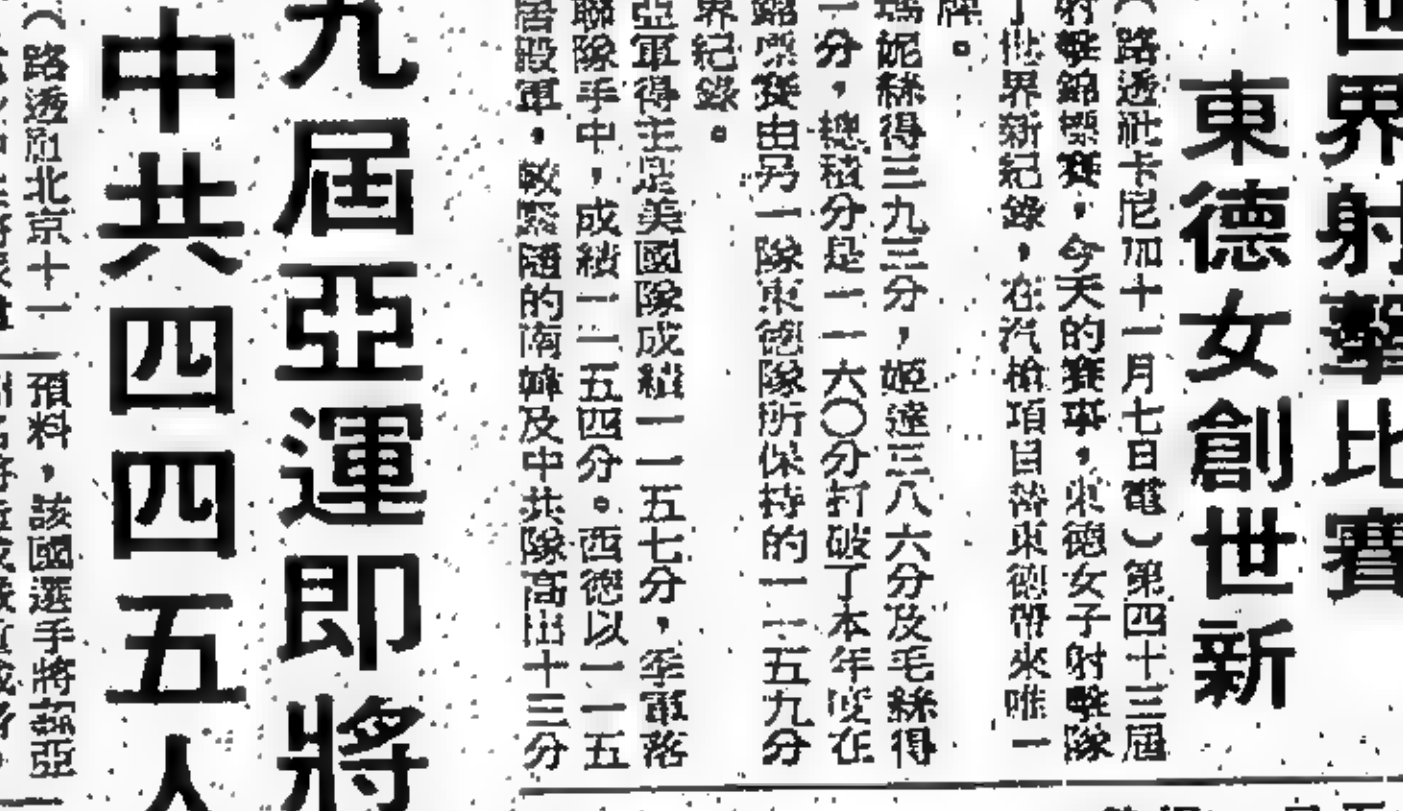 世界射擊比賽
東德女創世新
（路透社卡尼加十一月七日電）第四十三屆
射擊錦標賽，今天的賽事，東德女子射擊隊
了世界新紀錄，在汽槍項目替東德帶來唯一
牌。
瑪妮絲得三九三分，姬達三八六分及毛絲得
一分，總積分是一一六〇分打破了本年度在
錦標賽由另一隊東德隊所保持的一一五九分
界紀錄。
亞軍得主是美國隊成績一一五七分，季軍落
聯隊手中，成績一一五四分。西德以一一五
居殿軍，較緊隨的南韓及中共隊高出十三分
九屆亞運即將
中共四四五人
（路透社北京十一
預料，該國選手將在亞